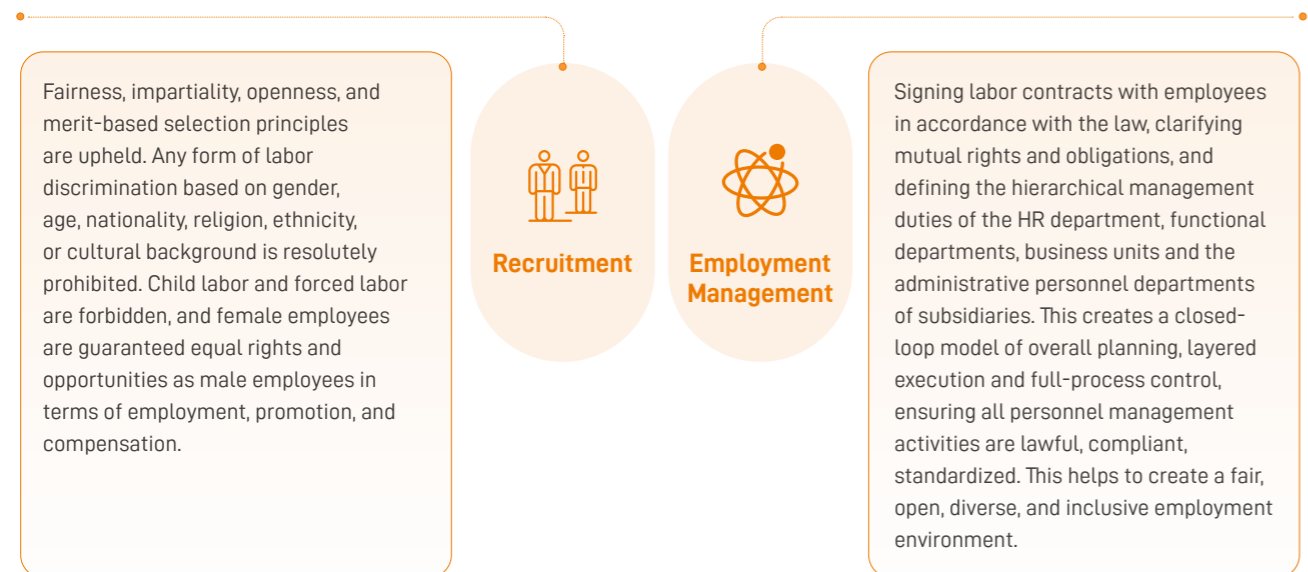 Fairness, impartiality, openness, and
merit-based selection principles
are upheld. Any form of labor
discrimination based on gender,
age, nationality, religion, ethnicity,
or cultural background is resolutely
prohibited. Child labor and forced labor
are forbidden, and female employees
are guaranteed equal rights and
opportunities as male employees in
terms of employment, promotion, and
compensation.
Recruitment
Employment
Management
Signing labor contracts with employees
in accordance with the law, clarifying
mutual rights and obligations, and
defining the hierarchical management
duties of the HR department, functional
departments, business units and the
administrative personnel departments
of subsidiaries. This creates a closed-
loop model of overall planning, layered
execution and full-process control,
ensuring all personnel management
activities are lawful, compliant,
standardized. This helps to create a fair,
open, diverse, and inclusive employment
environment.